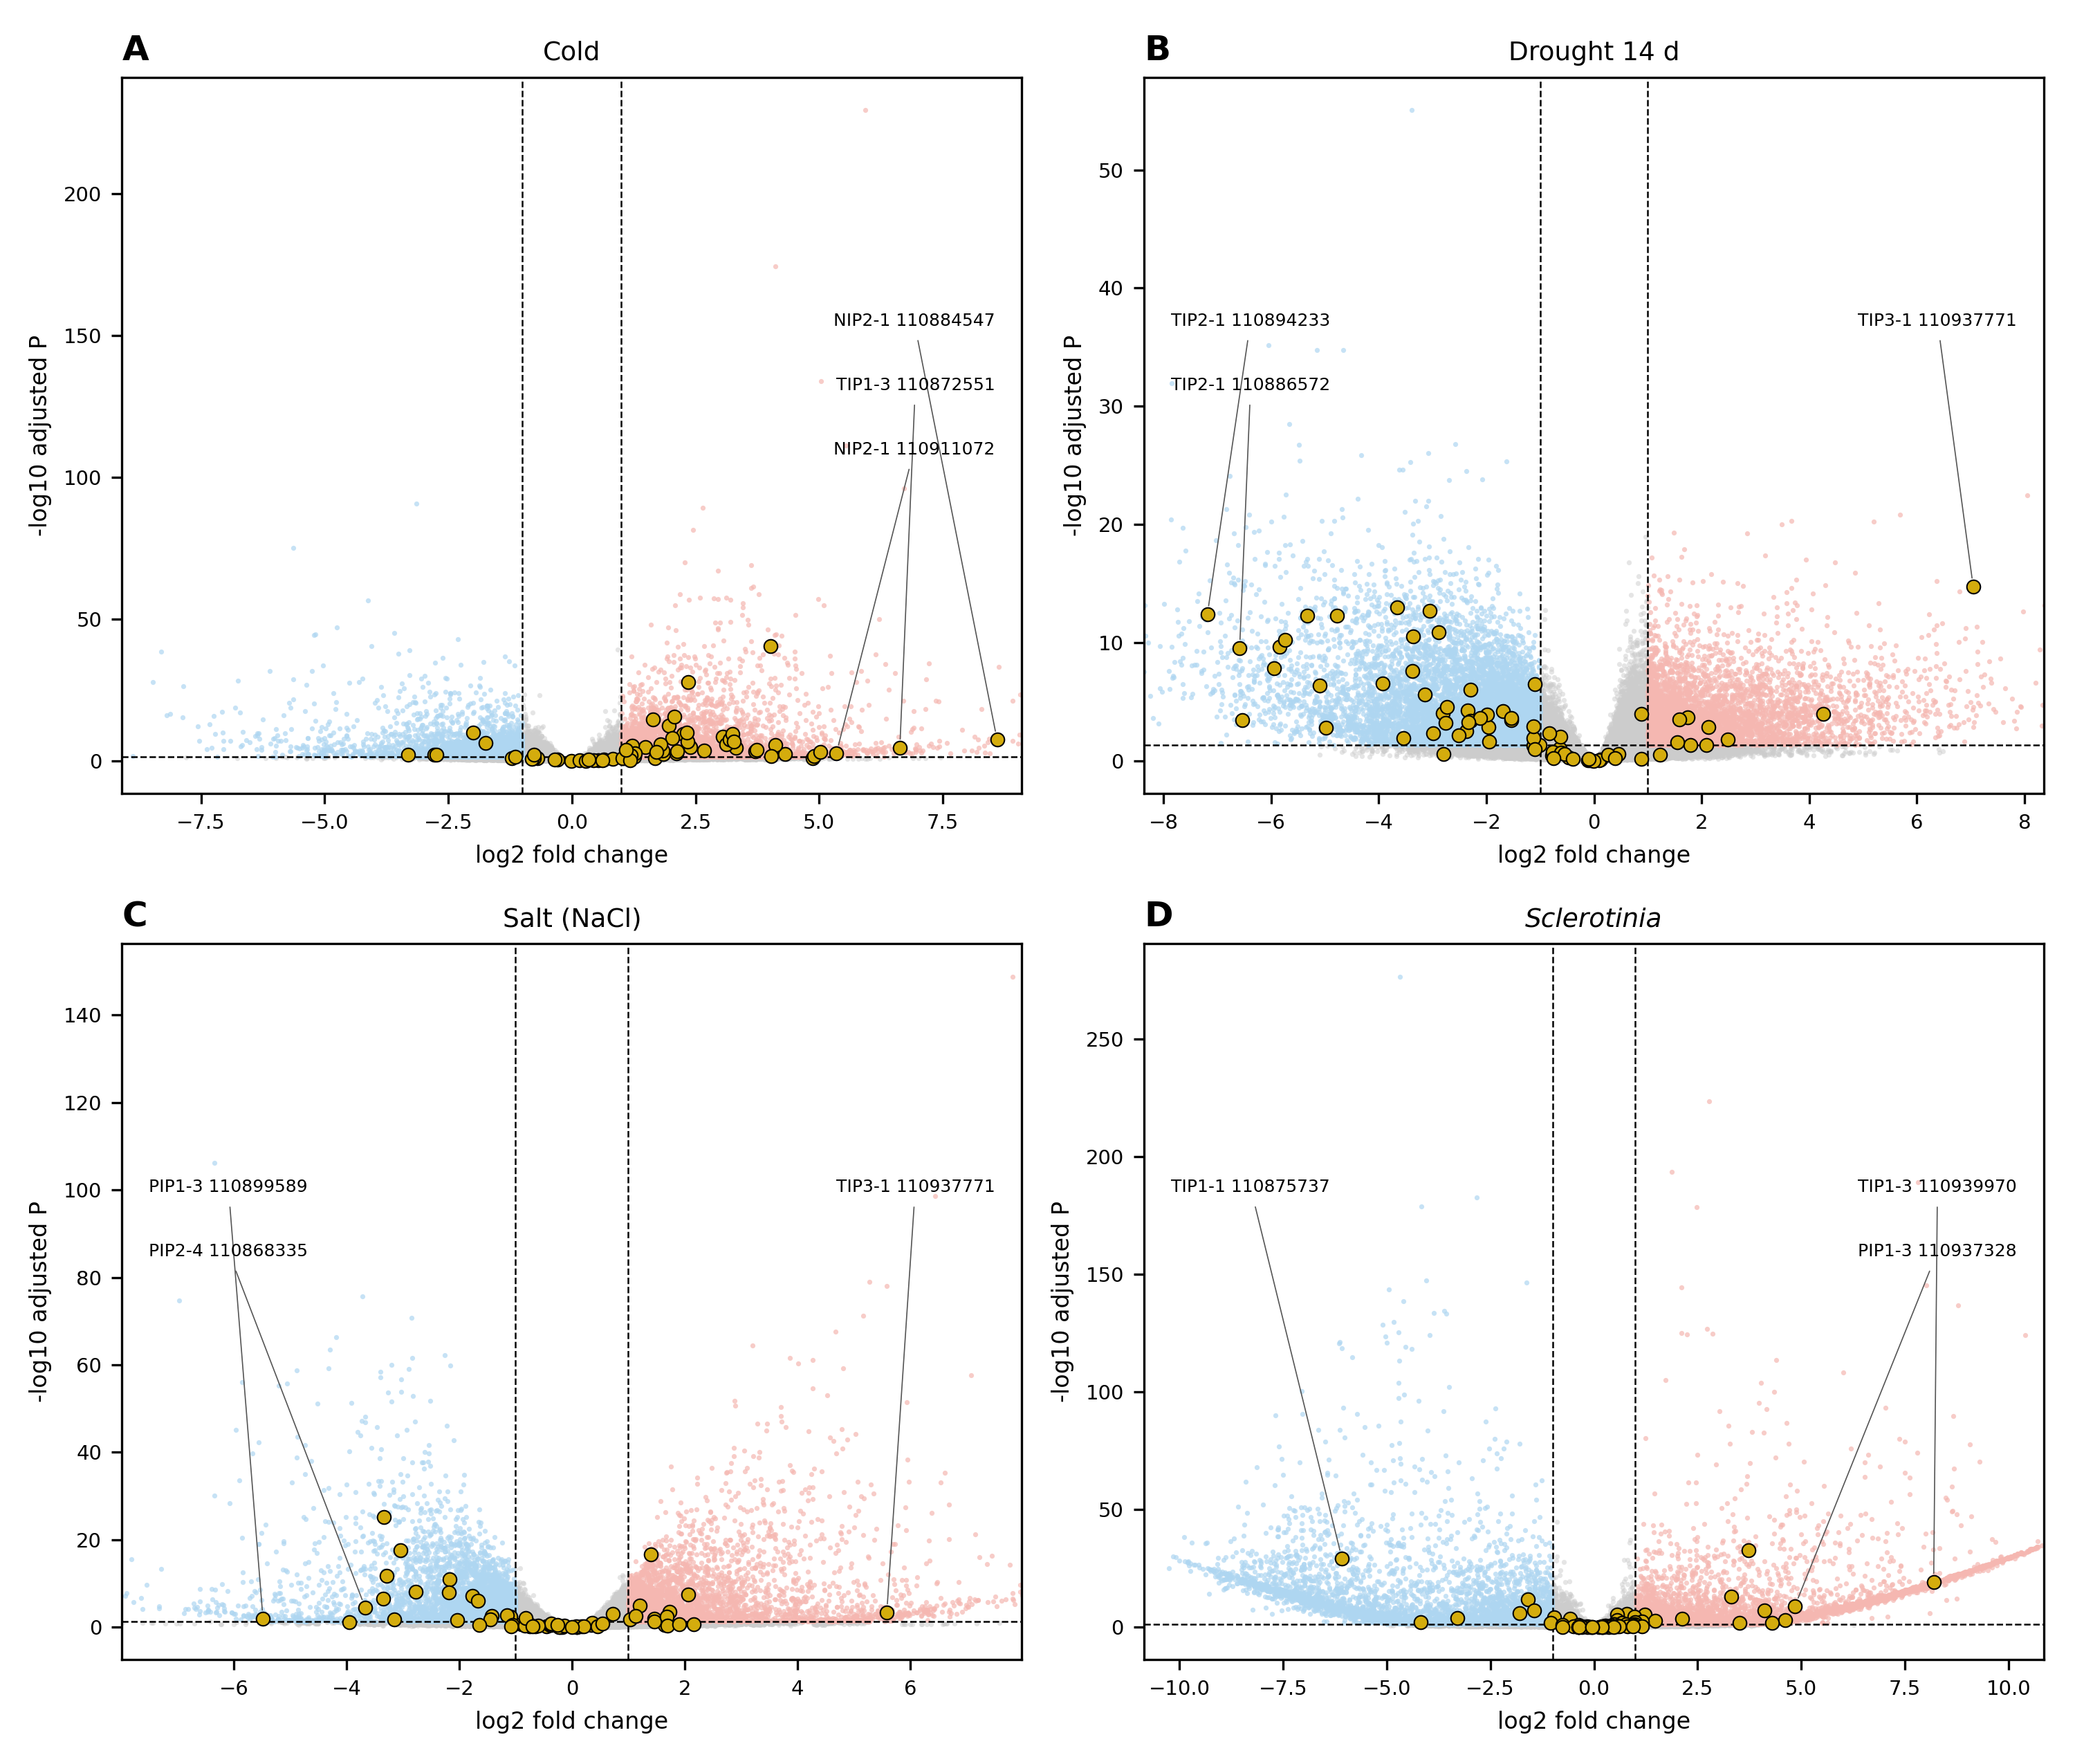 A
Cold
-log10 adjusted P
200
150
100
50
0
NIP2-1 110884547
TIP1-3 110872551
NIP2-1 110911072
−7.5 −5.0 −2.5 0.0 2.5 5.0 7.5
log2 fold change
B
Drought 14 d
-log10 adjusted P
50
40
30
20
10
0
TIP2-1 110894233
TIP2-1 110886572
TIP3-1 110937771
−8 −6 −4 −2 0 2 4 6 8
log2 fold change
C
Salt (NaCl)
-log10 adjusted P
140
120
100
80
60
40
20
0
PIP1-3 110899589
PIP2-4 110868335
TIP3-1 110937771
−6 −4 −2 0 2 4 6
log2 fold change
D
Sclerotinia
-log10 adjusted P
250
200
150
100
50
0
TIP1-1 110875737
TIP1-3 110939970
PIP1-3 110937328
−10.0 −7.5 −5.0 −2.5 0.0 2.5 5.0 7.5 10.0
log2 fold change